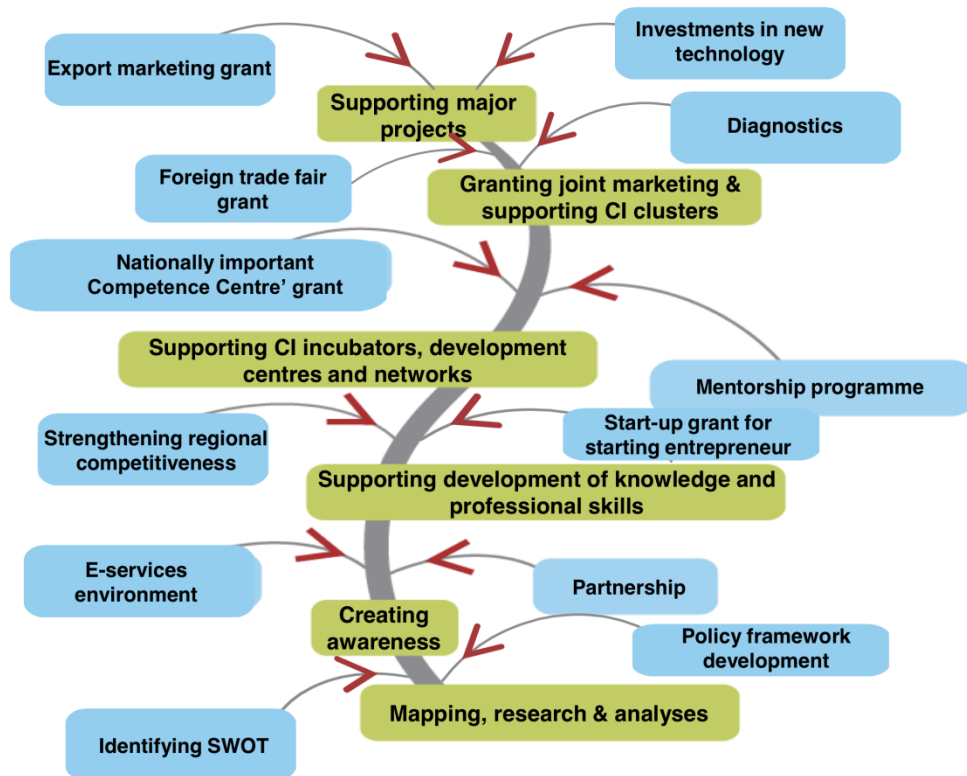 Investments in new
technology
Export marketing grant
Supporting major
projects
Diagnostics
Foreign trade fair
grant
Granting joint marketing &
supporting CI clusters
Nationally important
Competence Centre’ grant
Supporting CI incubators, development
centres and networks
Mentorship programme
Strengthening regional
competitiveness
Start-up grant for
starting entrepreneur
Supporting development of knowledge and
professional skills
E-services
environment
Partnership
Creating
awareness
Policy framework
development
Mapping, research & analyses
Identifying SWOT